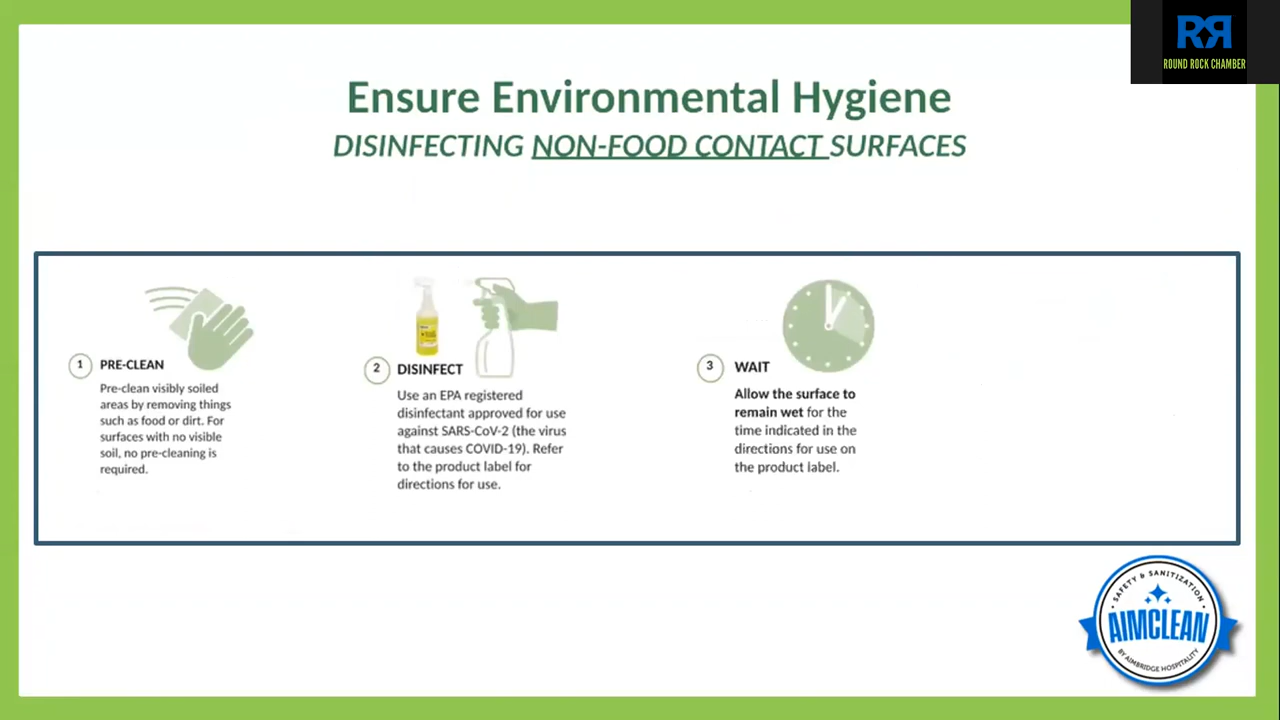 RR
ROUND ROCK CHAMBER
Ensure Environmental Hygiene
DISINFECTING NON-FOOD CONTACT SURFACES
1 PRE-CLEAN
Pre-clean visibly soiled
areas by removing things
such as food or dirt. For
surfaces with no visible
soil, no pre-cleaning is
required.
2 DISINFECT
Use an EPA registered
disinfectant approved for use
against SARS-CoV-2 (the virus
that causes COVID-19). Refer
to the product label for
directions for use.
3 WAIT
Allow the surface to
remain wet for the
time indicated in the
directions for use on
the product label.
SAFETY & SANITIZATION
AIMCLEAN
BY AIMBRIDGE HOSPITALITY